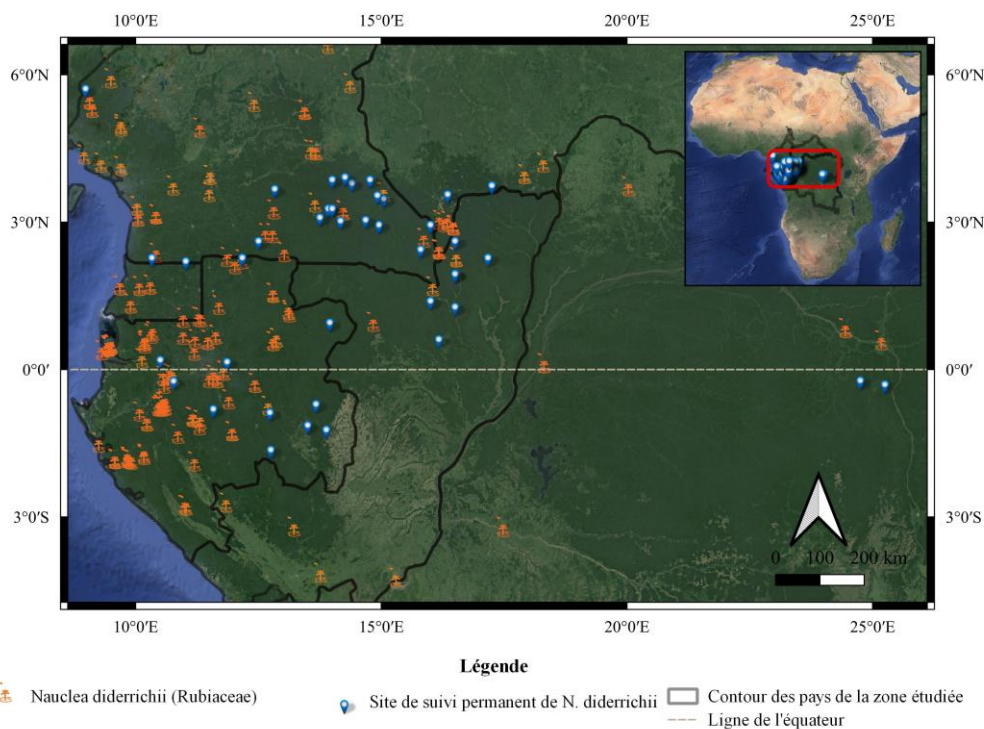 10°0′E 15°0′E 20°0′E 25°0′E
6°0′N 6°0′N
3°0′N 3°0′N
0°0′ 0°0′
3°0′S 3°0′S
0 100 200 km
10°0′E 15°0′E 20°0′E 25°0′E
Légende
Nauclea diderrichii (Rubiaceae)
Site de suivi permanent de N. diderrichii
Contour des pays de la zone étudiée
Ligne de l'équateur